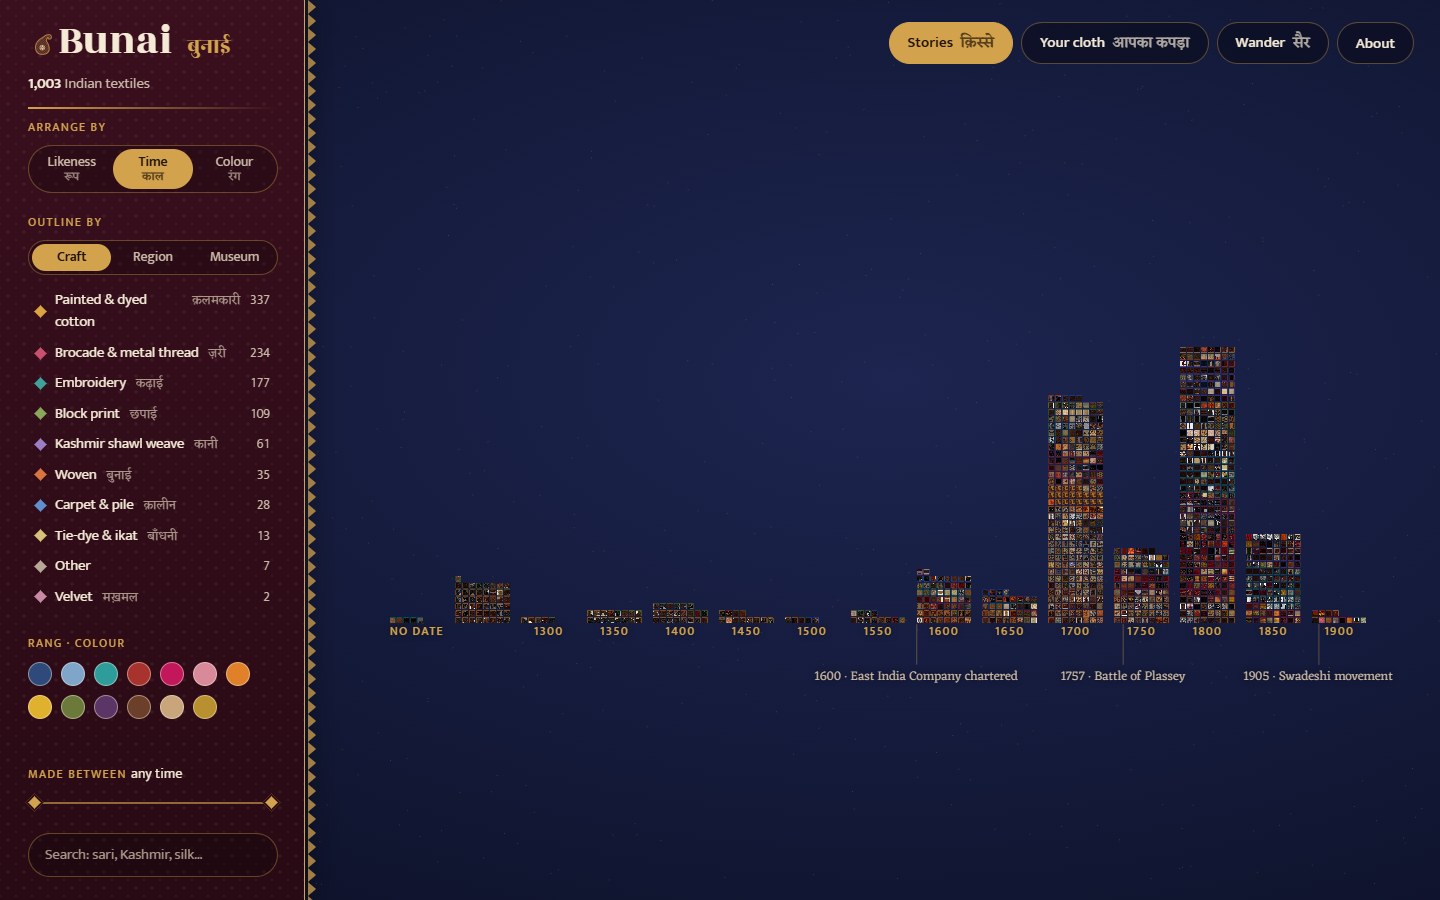 Bunai बुनाई
1,003 Indian textiles
ARRANGE BY
Likeness रूप
Time काल
Colour रंग
OUTLINE BY
Craft
Region
Museum
Painted & dyed cotton क़लमकारी 337
Brocade & metal thread ज़री 234
Embroidery कढ़ाई 177
Block print छपाई 109
Kashmir shawl weave कानी 61
Woven बुनाई 35
Carpet & pile क़ालीन 28
Tie-dye & ikat बाँधनी 13
Other 7
Velvet मख़मल 2
RANG · COLOUR
MADE BETWEEN any time
Search: sari, Kashmir, silk...
Stories क़िस्से
Your cloth आपका कपड़ा
Wander सैर
About
NO DATE 1300 1350 1400 1450 1500 1550 1600 1650 1700 1750 1800 1850 1900
1600 · East India Company chartered
1757 · Battle of Plassey
1905 · Swadeshi movement